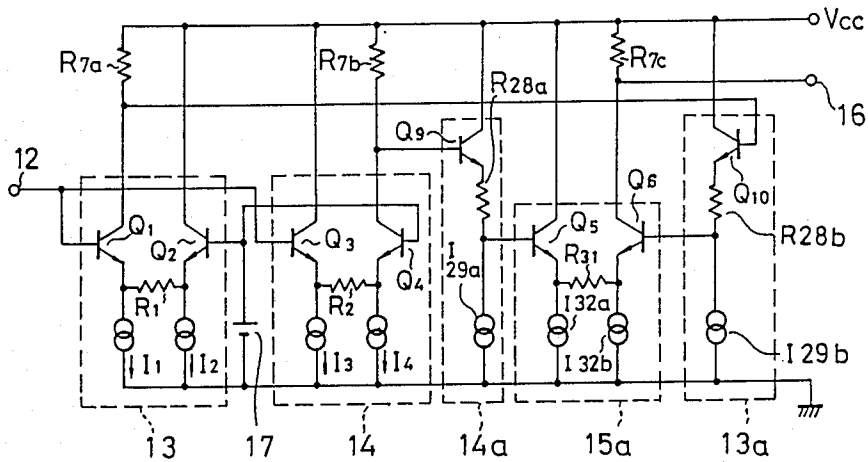 Vcc
R7a
R7b
R7c
R28a
16
12
Q9
Q10
Q1
Q2
Q3
Q4
Q5
Q6
R28b
I29a
R1
R2
R31
I32a
I32b
I29b
I1
I2
I3
I4
13
17
14
14a
15a
13a